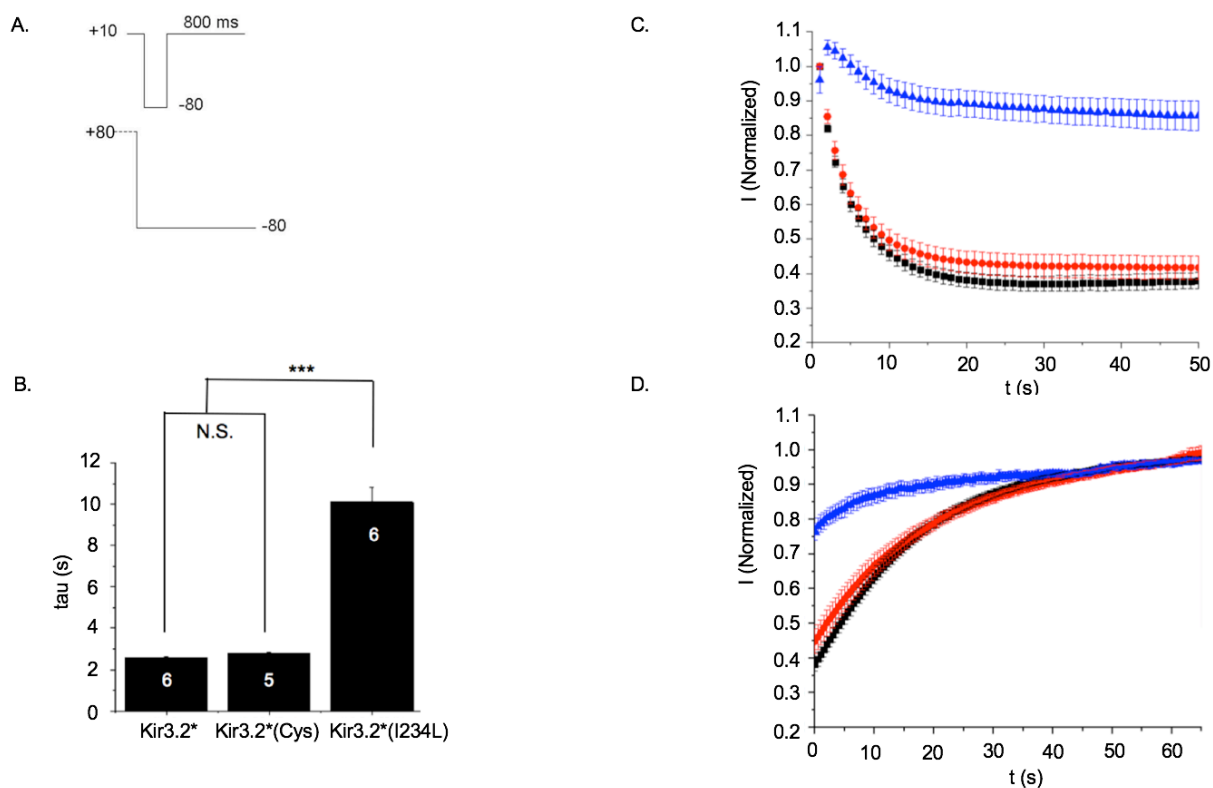 A.
+10
800 ms
-80
+80
-80
B.
***
N.S.
12
10
8
6
4
2
0
tau (s)
6
5
6
Kir3.2*
Kir3.2*(Cys)
Kir3.2*(I234L)
C.
1.1
1.0
0.9
0.8
0.7
0.6
0.5
0.4
0.3
0.2
I (Normalized)
0 10 20 30 40 50
t (s)
D.
1.1
1.0
0.9
0.8
0.7
0.6
0.5
0.4
0.3
0.2
I (Normalized)
0 10 20 30 40 50 60
t (s)